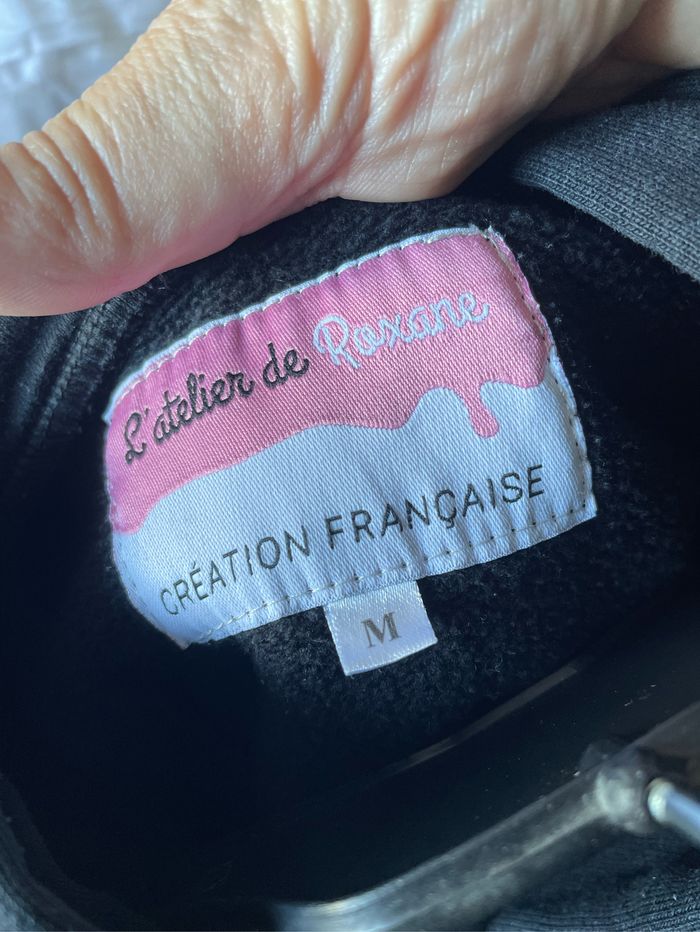 L'atelier de Roxane
CRÉATION FRANÇAISE
M